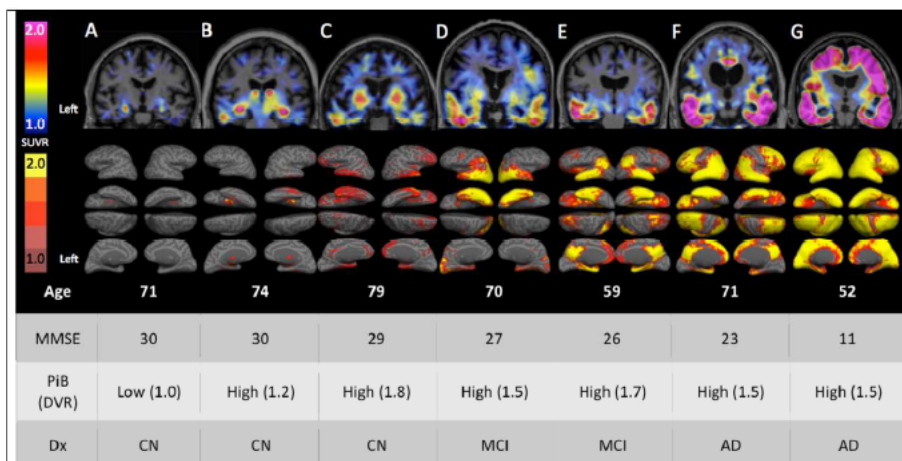 2.0 A B C D E F G
Left
1.0
SUVR
2.0
1.0 Left
Age 71 74 79 70 59 71 52
MMSE 30 30 29 27 26 23 11
PiB (DVR) Low (1.0) High (1.2) High (1.8) High (1.5) High (1.7) High (1.5) High (1.5)
Dx CN CN CN MCI MCI AD AD